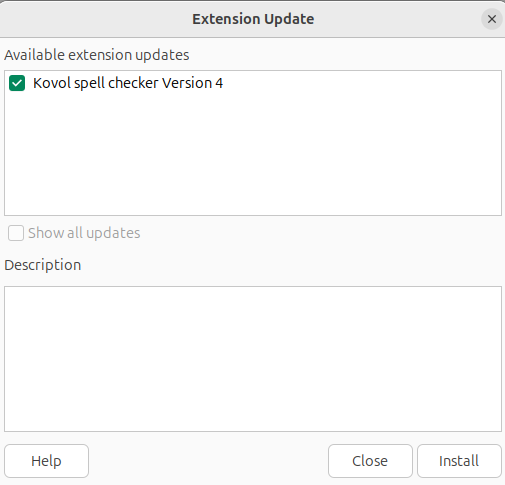 Extension Update
Available extension updates
Kovol spell checker Version 4
Show all updates
Description
Help
Close
Install